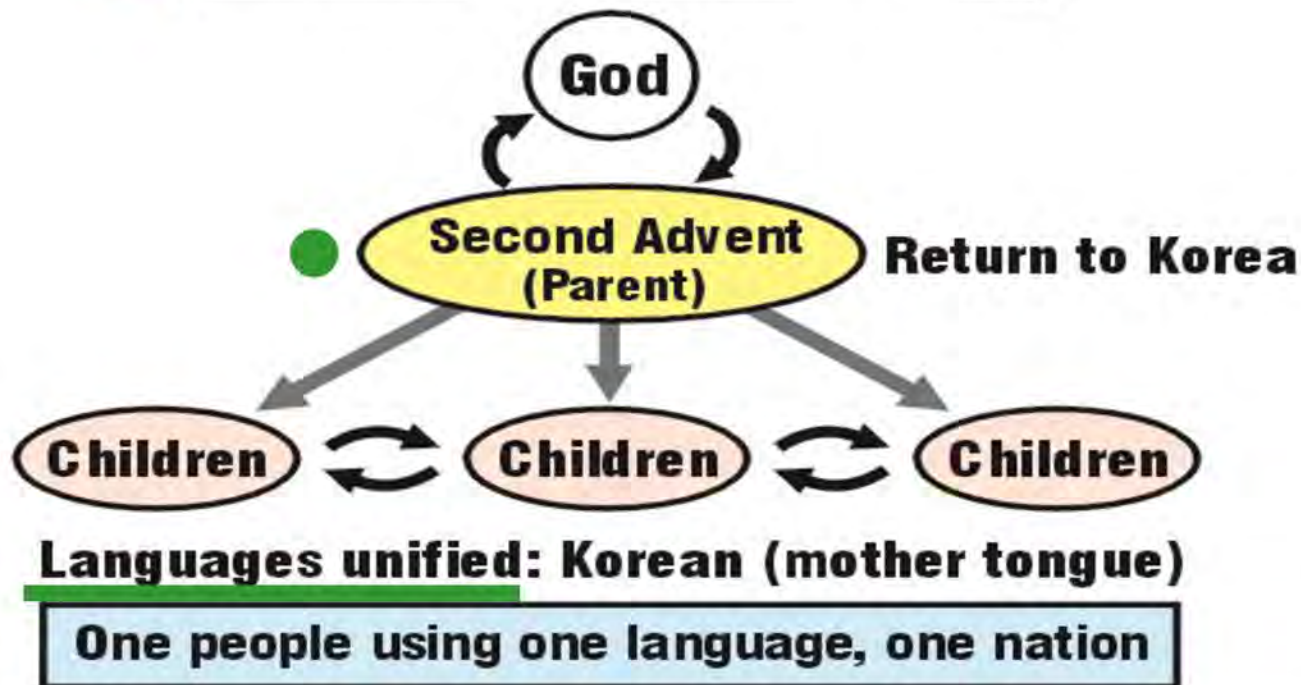 God
Second Advent
(Parent)
Return to Korea
Children
Children
Children
Languages unified: Korean (mother tongue)
One people using one language, one nation